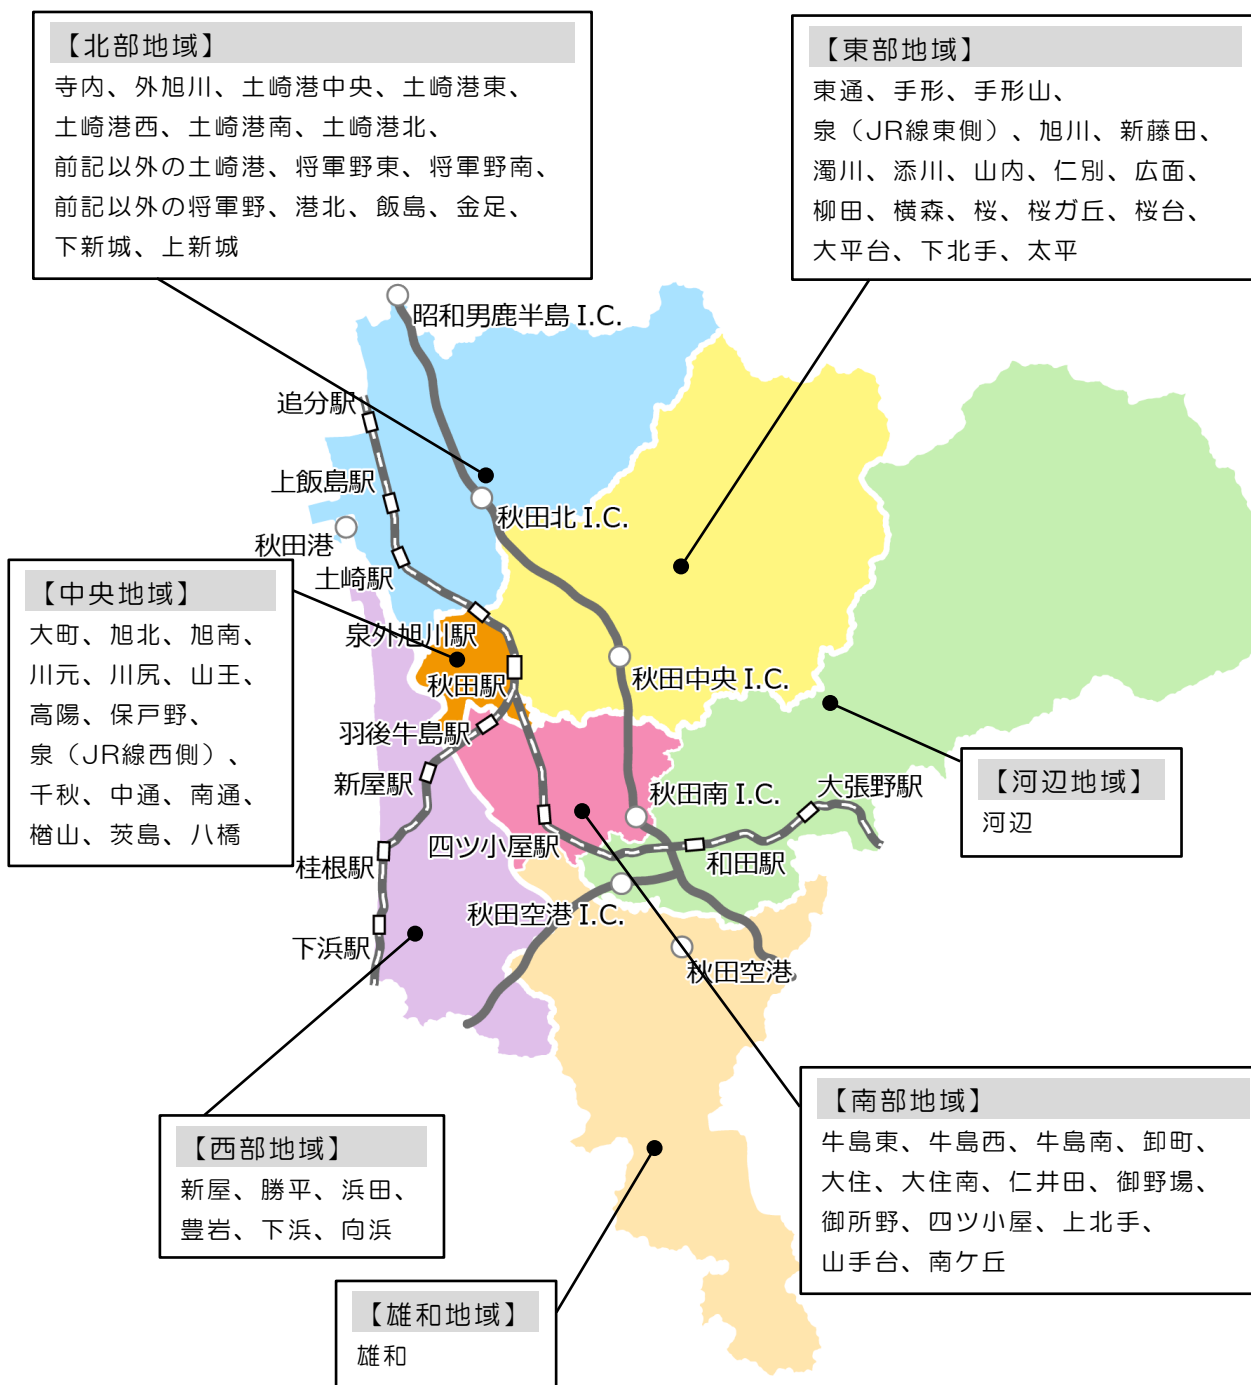 【北部地域】
寺内、外旭川、土崎港中央、土崎港東、
土崎港西、土崎港南、土崎港北、
前記以外の土崎港、将軍野東、将軍野南、
前記以外の将軍野、港北、飯島、金足、
下新城、上新城
【東部地域】
東通、手形、手形山、
泉（JR線東側）、旭川、新藤田、
濁川、添川、山内、仁別、広面、
柳田、横森、桜、桜ガ丘、桜台、
大平台、下北手、太平
昭和男鹿半島 I.C.
追分駅
上飯島駅
秋田北 I.C.
秋田港
土崎駅
【中央地域】
大町、旭北、旭南、
川元、川尻、山王、
高陽、保戸野、
泉（JR線西側）、
千秋、中通、南通、
楢山、茨島、八橋
泉外旭川駅
秋田駅
秋田中央 I.C.
羽後牛島駅
新屋駅
秋田南 I.C.
大張野駅
【河辺地域】
河辺
四ツ小屋駅
和田駅
桂根駅
秋田空港 I.C.
下浜駅
秋田空港
【西部地域】
新屋、勝平、浜田、
豊岩、下浜、向浜
【南部地域】
牛島東、牛島西、牛島南、卸町、
大住、大住南、仁井田、御野場、
御所野、四ツ小屋、上北手、
山手台、南ケ丘
【雄和地域】
雄和